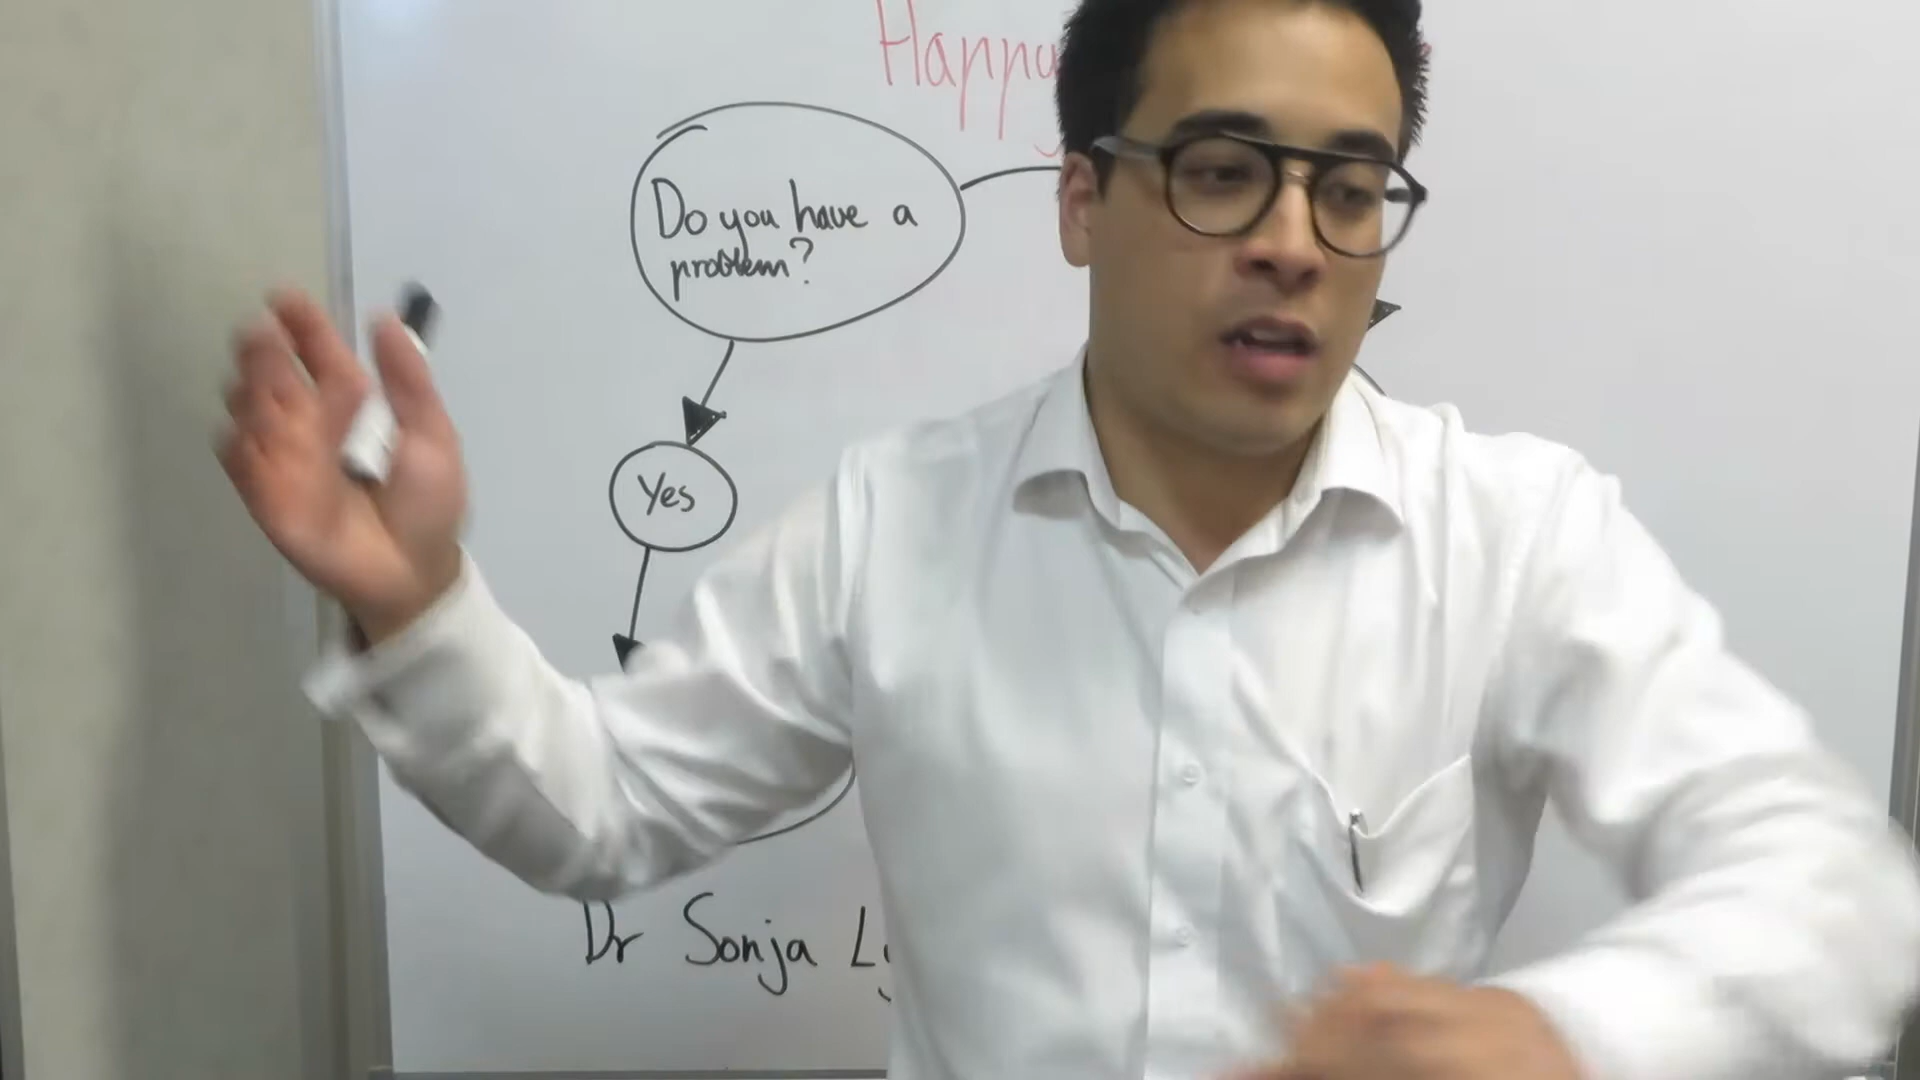 Happy
Do you have a
problem?
Yes
Dr Sonja